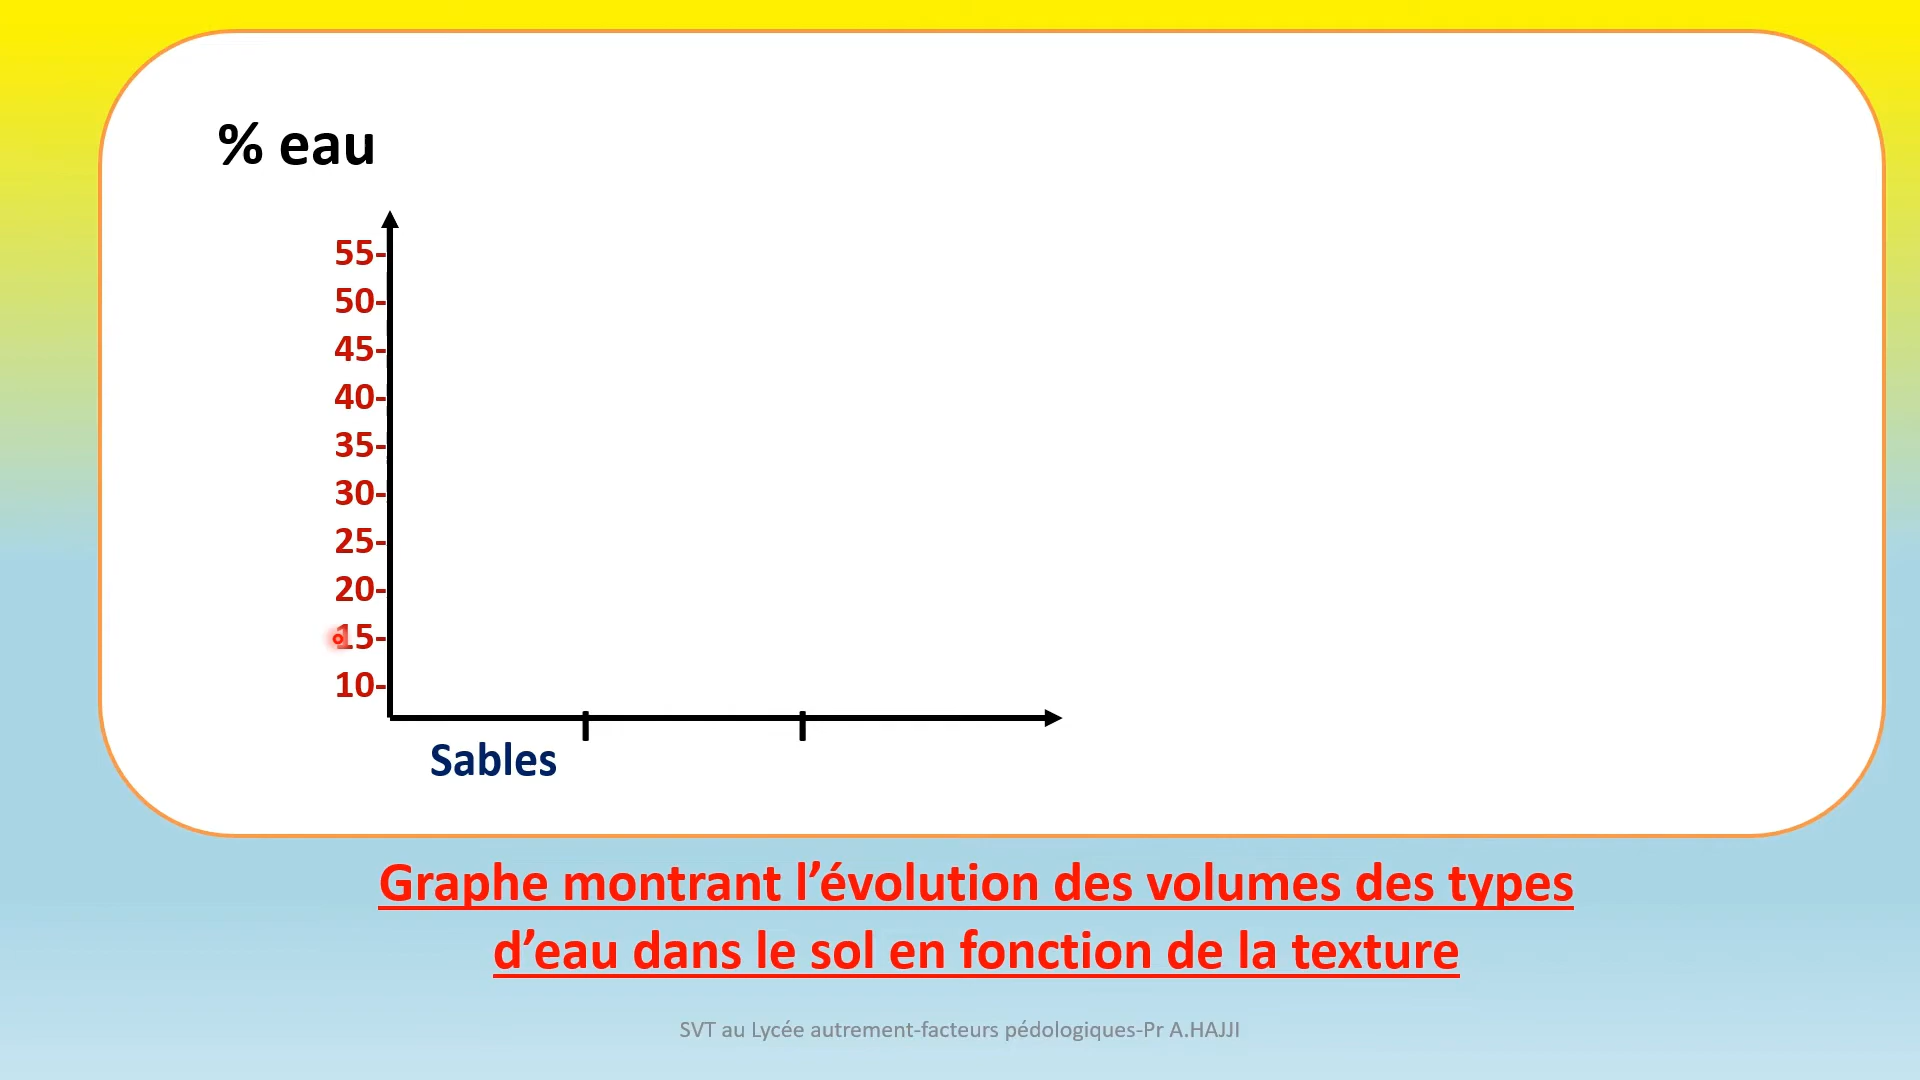 % eau
55-
50-
45-
40-
35-
30-
25-
20-
15-
10-
Sables
Graphe montrant l’évolution des volumes des types
d’eau dans le sol en fonction de la texture
SVT au Lycée autrement-facteurs pédologiques-Pr A.HAJJI